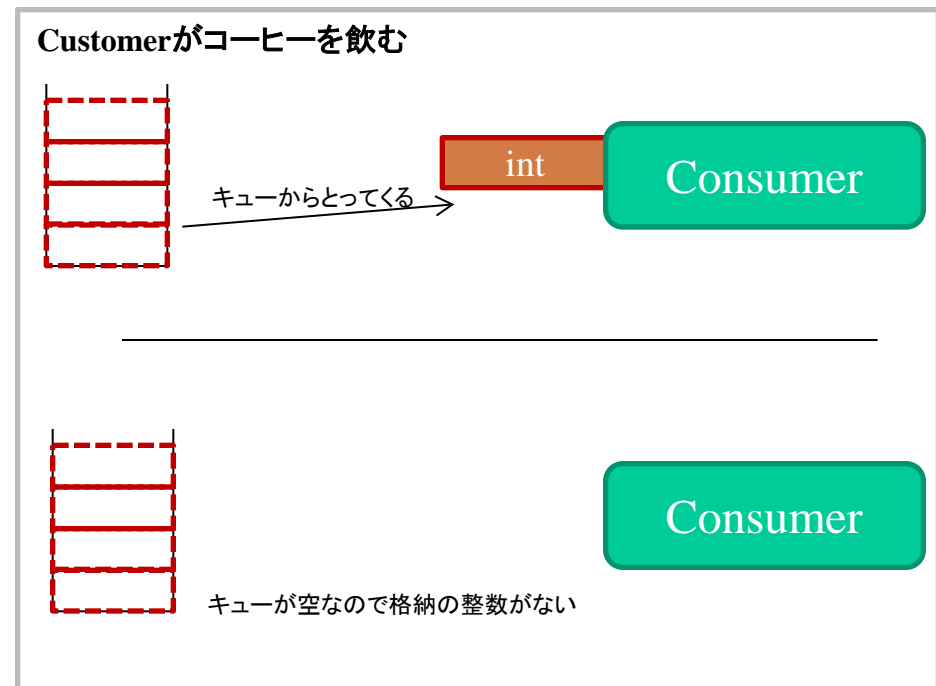 Customerがコーヒーを飲む
int
Consumer
キューからとってくる
Consumer
キューが空なので格納の整数がない